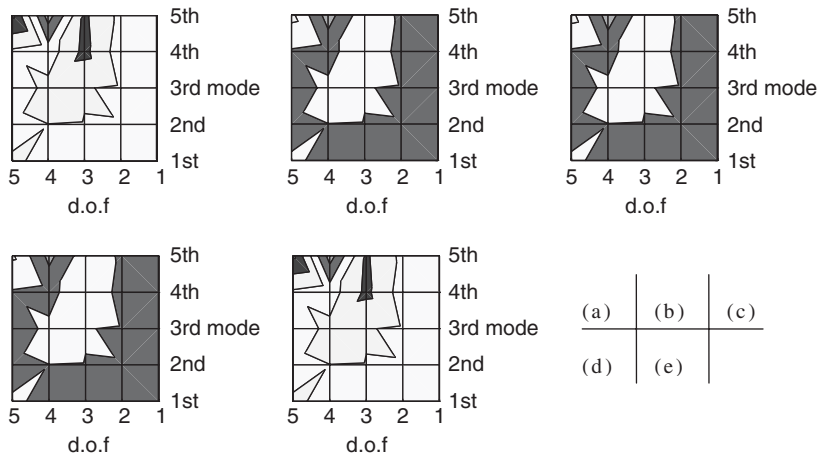 5th
4th
3rd mode
2nd
1st
5 4 3 2 1
d.o.f
5th
4th
3rd mode
2nd
1st
5 4 3 2 1
d.o.f
5th
4th
3rd mode
2nd
1st
5 4 3 2 1
d.o.f
5th
4th
3rd mode
2nd
1st
5 4 3 2 1
d.o.f
5th
4th
3rd mode
2nd
1st
5 4 3 2 1
d.o.f
(a) (b) (c)
(d) (e)